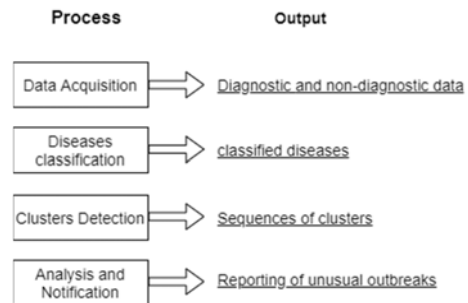 Process Output
Data Acquisition Diagnostic and non-diagnostic data
Diseases
classification classified diseases
Clusters Detection Sequences of clusters
Analysis and
Notification Reporting of unusual outbreaks